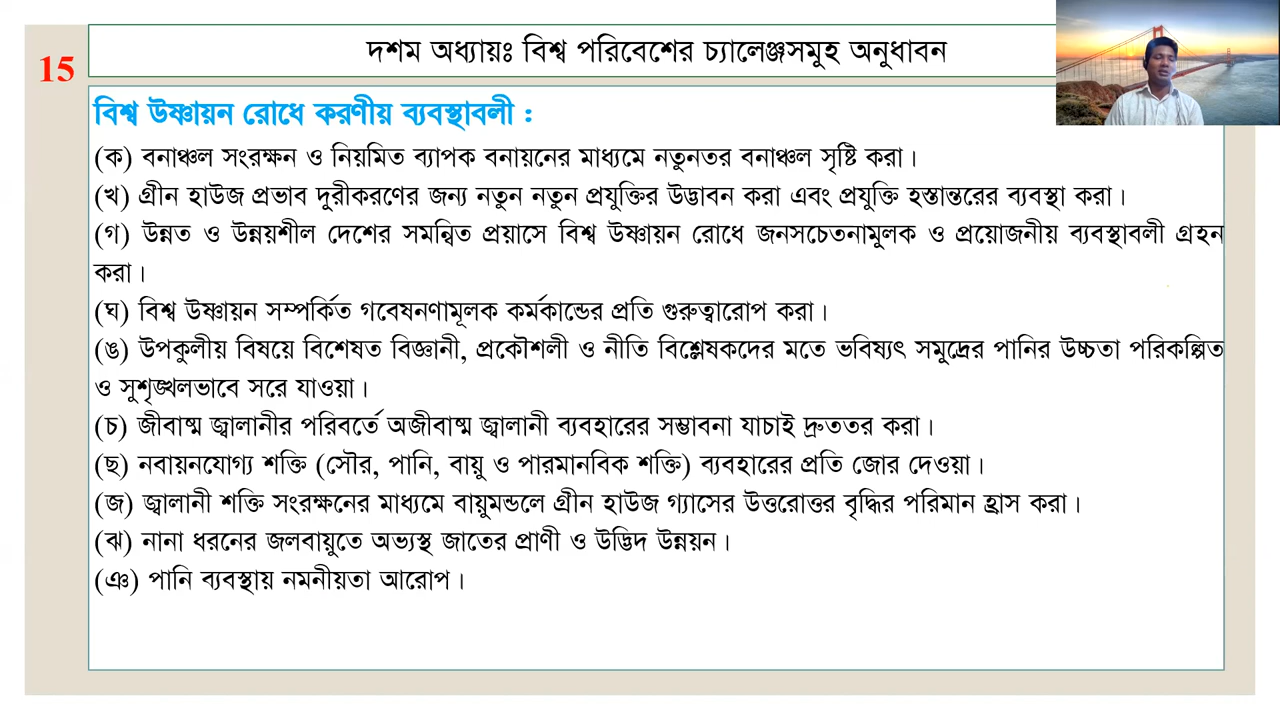 15
দশম অধ্যায়ঃ বিশ্ব পরিবেশের চ্যালেঞ্জসমুহ অনুধাবন
বিশ্ব উষ্ণায়ন রোধে করণীয় ব্যবস্থাবলী :
(ক) বনাঞ্চল সংরক্ষন ও নিয়মিত ব্যাপক বনায়নের মাধ্যমে নতুনতর বনাঞ্চল সৃষ্টি করা।
(খ) গ্রীন হাউজ প্রভাব দুরীকরণের জন্য নতুন নতুন প্রযুক্তির উদ্ভাবন করা এবং প্রযুক্তি হস্তান্তরের ব্যবস্থা করা।
(গ) উন্নত ও উন্নয়শীল দেশের সমন্বিত প্রয়াসে বিশ্ব উষ্ণায়ন রোধে জনসচেতনামুলক ও প্রয়োজনীয় ব্যবস্থাবলী গ্রহন
করা।
(ঘ) বিশ্ব উষ্ণায়ন সম্পর্কিত গবেষনণামূলক কর্মকান্ডের প্রতি গুরুত্বারোপ করা।
(ঙ) উপকুলীয় বিষয়ে বিশেষত বিজ্ঞানী, প্রকৌশলী ও নীতি বিশ্লেষকদের মতে ভবিষ্যৎ সমুদ্রের পানির উচ্চতা পরিকল্পিত
ও সুশৃঙ্খলভাবে সরে যাওয়া।
(চ) জীবাষ্ম জ্বালানীর পরিবর্তে অজীবাষ্ম জ্বালানী ব্যবহারের সম্ভাবনা যাচাই দ্রুততর করা।
(ছ) নবায়নযোগ্য শক্তি (সৌর, পানি, বায়ু ও পারমানবিক শক্তি) ব্যবহারের প্রতি জোর দেওয়া।
(জ) জ্বালানী শক্তি সংরক্ষনের মাধ্যমে বায়ুমন্ডলে গ্রীন হাউজ গ্যাসের উত্তরোত্তর বৃদ্ধির পরিমান হ্রাস করা।
(ঝ) নানা ধরনের জলবায়ুতে অভ্যস্থ জাতের প্রাণী ও উদ্ভিদ উন্নয়ন।
(ঞ) পানি ব্যবস্থায় নমনীয়তা আরোপ।